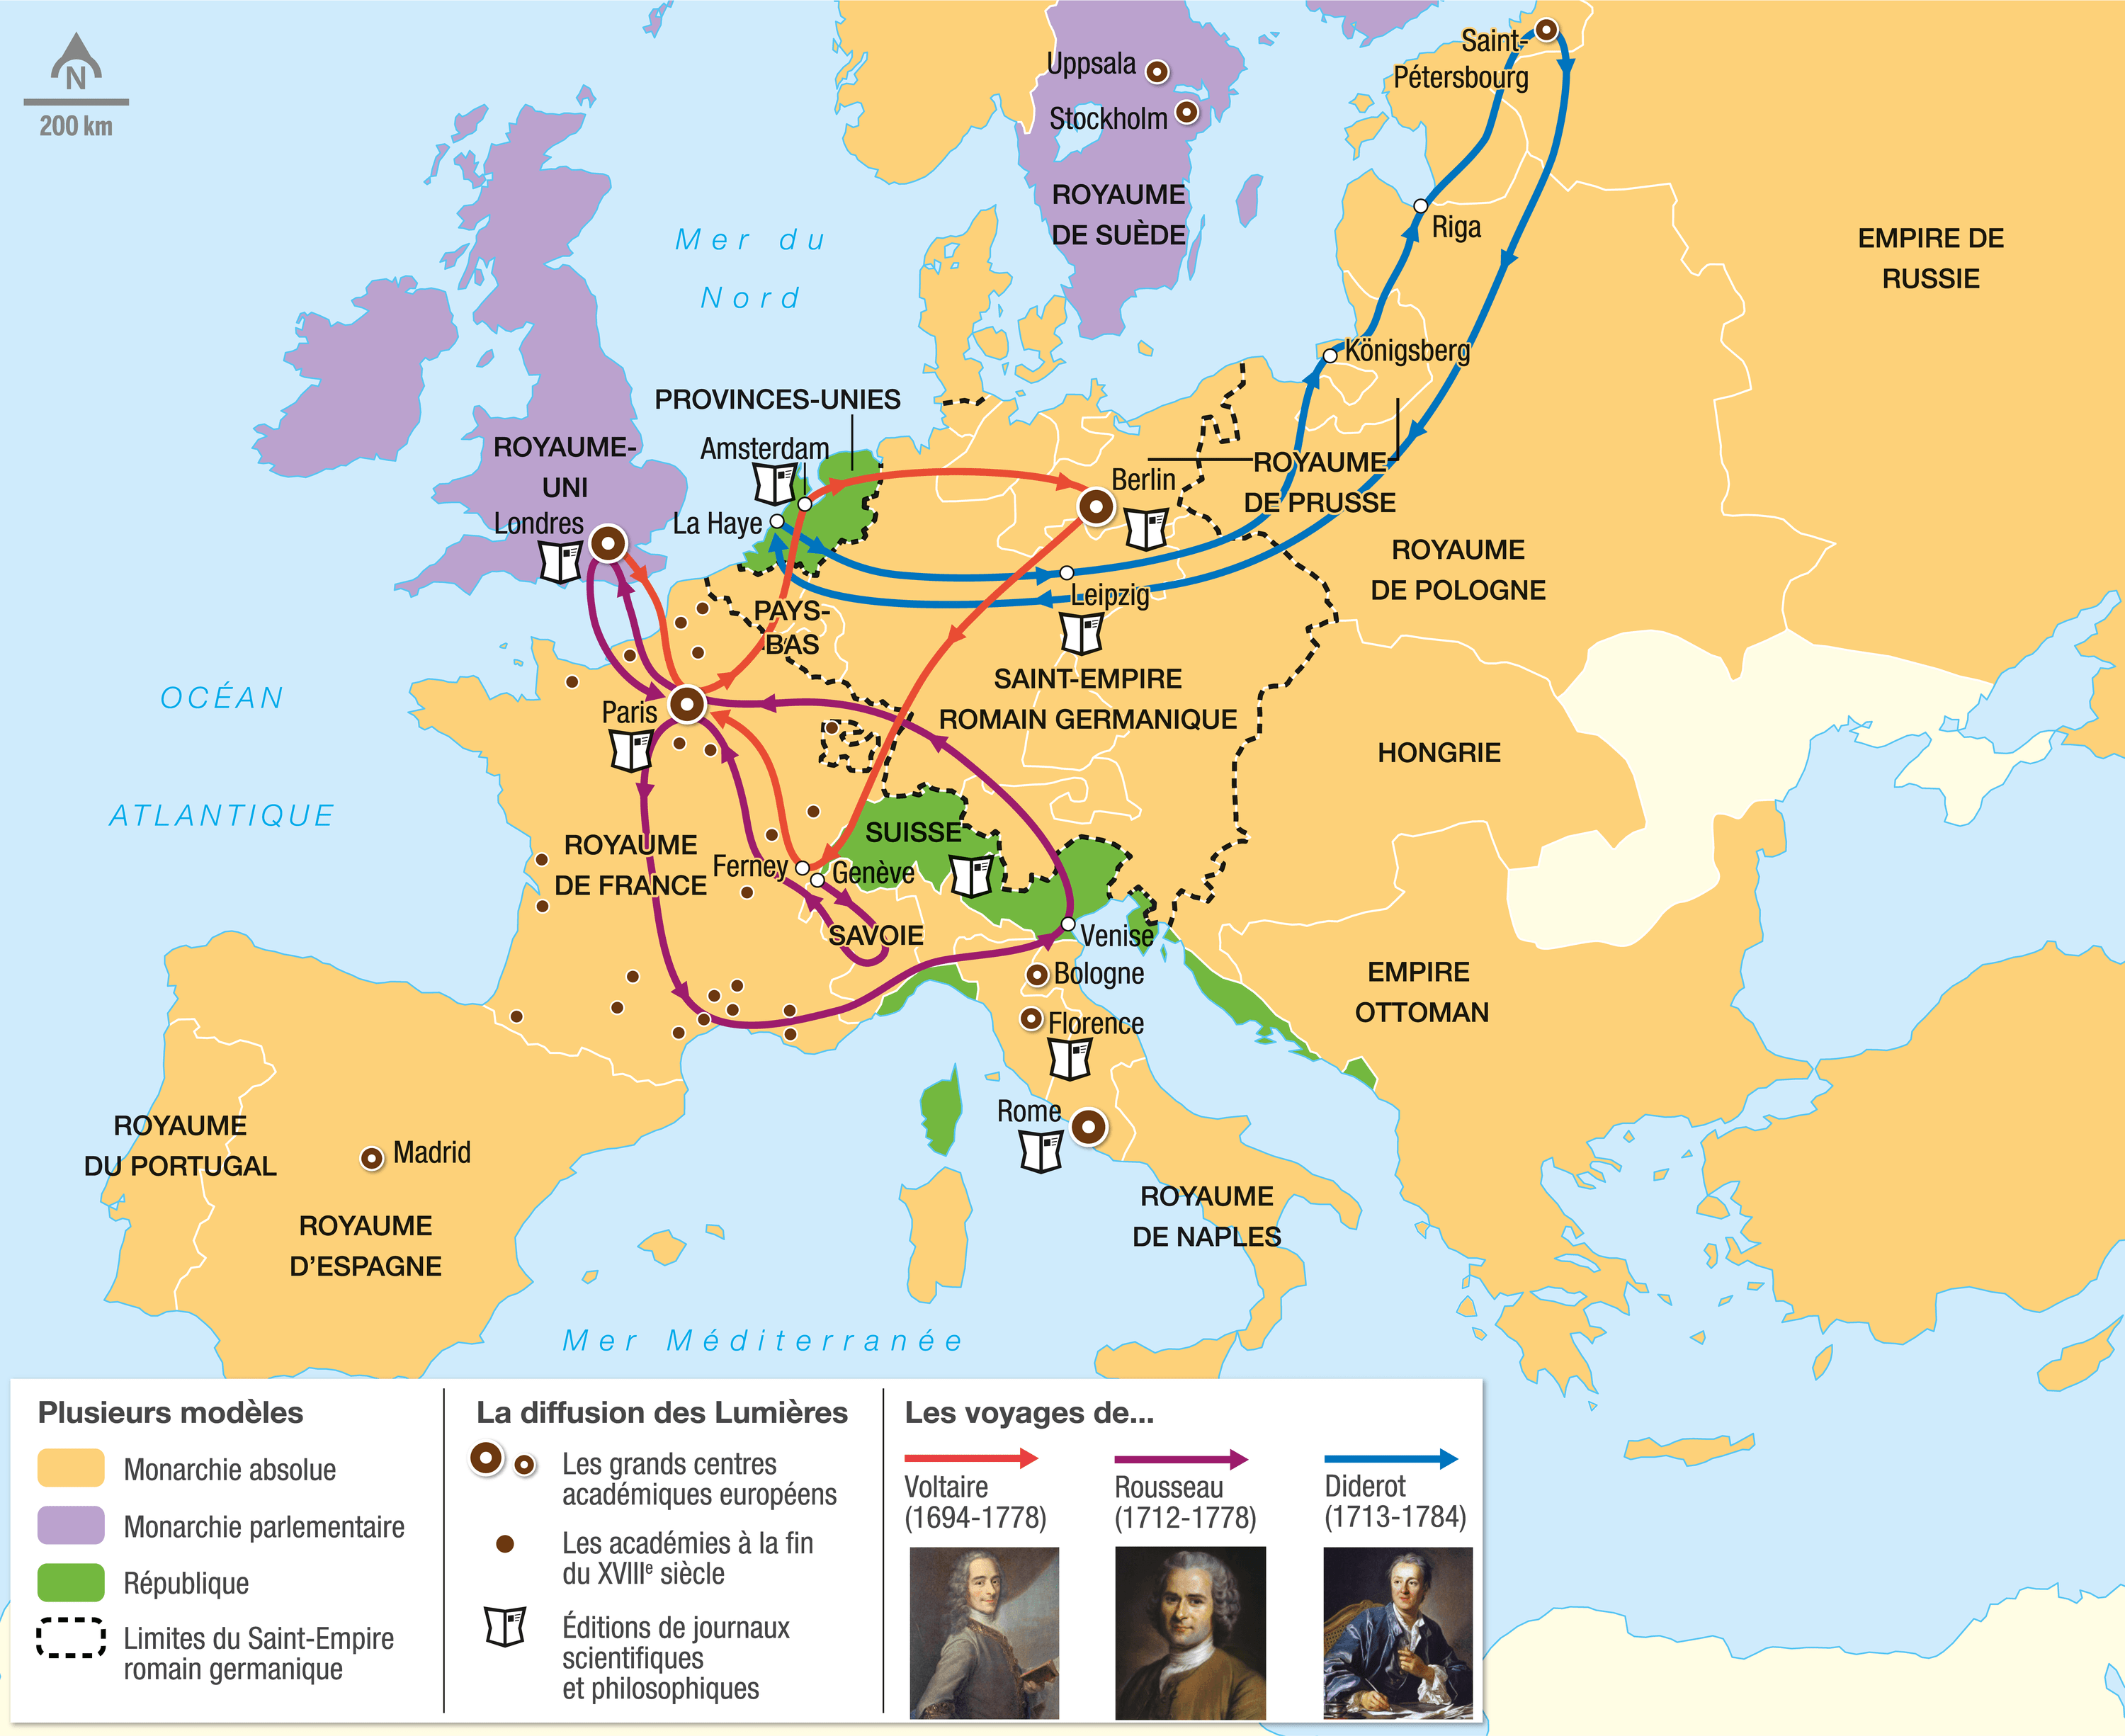 N
200 km
Uppsala
Stockholm
ROYAUME
DE SUÈDE
Saint-
Pétersbourg
Riga
EMPIRE DE
RUSSIE
Mer du
Nord
Königsberg
PROVINCES-UNIES
Amsterdam
La Haye
ROYAUME-
UNI
Londres
Berlin
ROYAUME
DE PRUSSE
ROYAUME
DE POLOGNE
Leipzig
PAYS-
BAS
SAINT-EMPIRE
ROMAIN GERMANIQUE
OCÉAN
ATLANTIQUE
Paris
HONGRIE
ROYAUME
DE FRANCE
SUISSE
Ferney
Genève
SAVOIE
Venise
Bologne
Florence
EMPIRE
OTTOMAN
Rome
ROYAUME
DU PORTUGAL
Madrid
ROYAUME
D'ESPAGNE
ROYAUME
DE NAPLES
Mer Méditerranée
Plusieurs modèles
Monarchie absolue
Monarchie parlementaire
République
Limites du Saint-Empire
romain germanique
La diffusion des Lumières
Les grands centres
académiques européens
Les académies à la fin
du XVIIIe siècle
Éditions de journaux
scientifiques
et philosophiques
Les voyages de...
Voltaire
(1694-1778)
Rousseau
(1712-1778)
Diderot
(1713-1784)